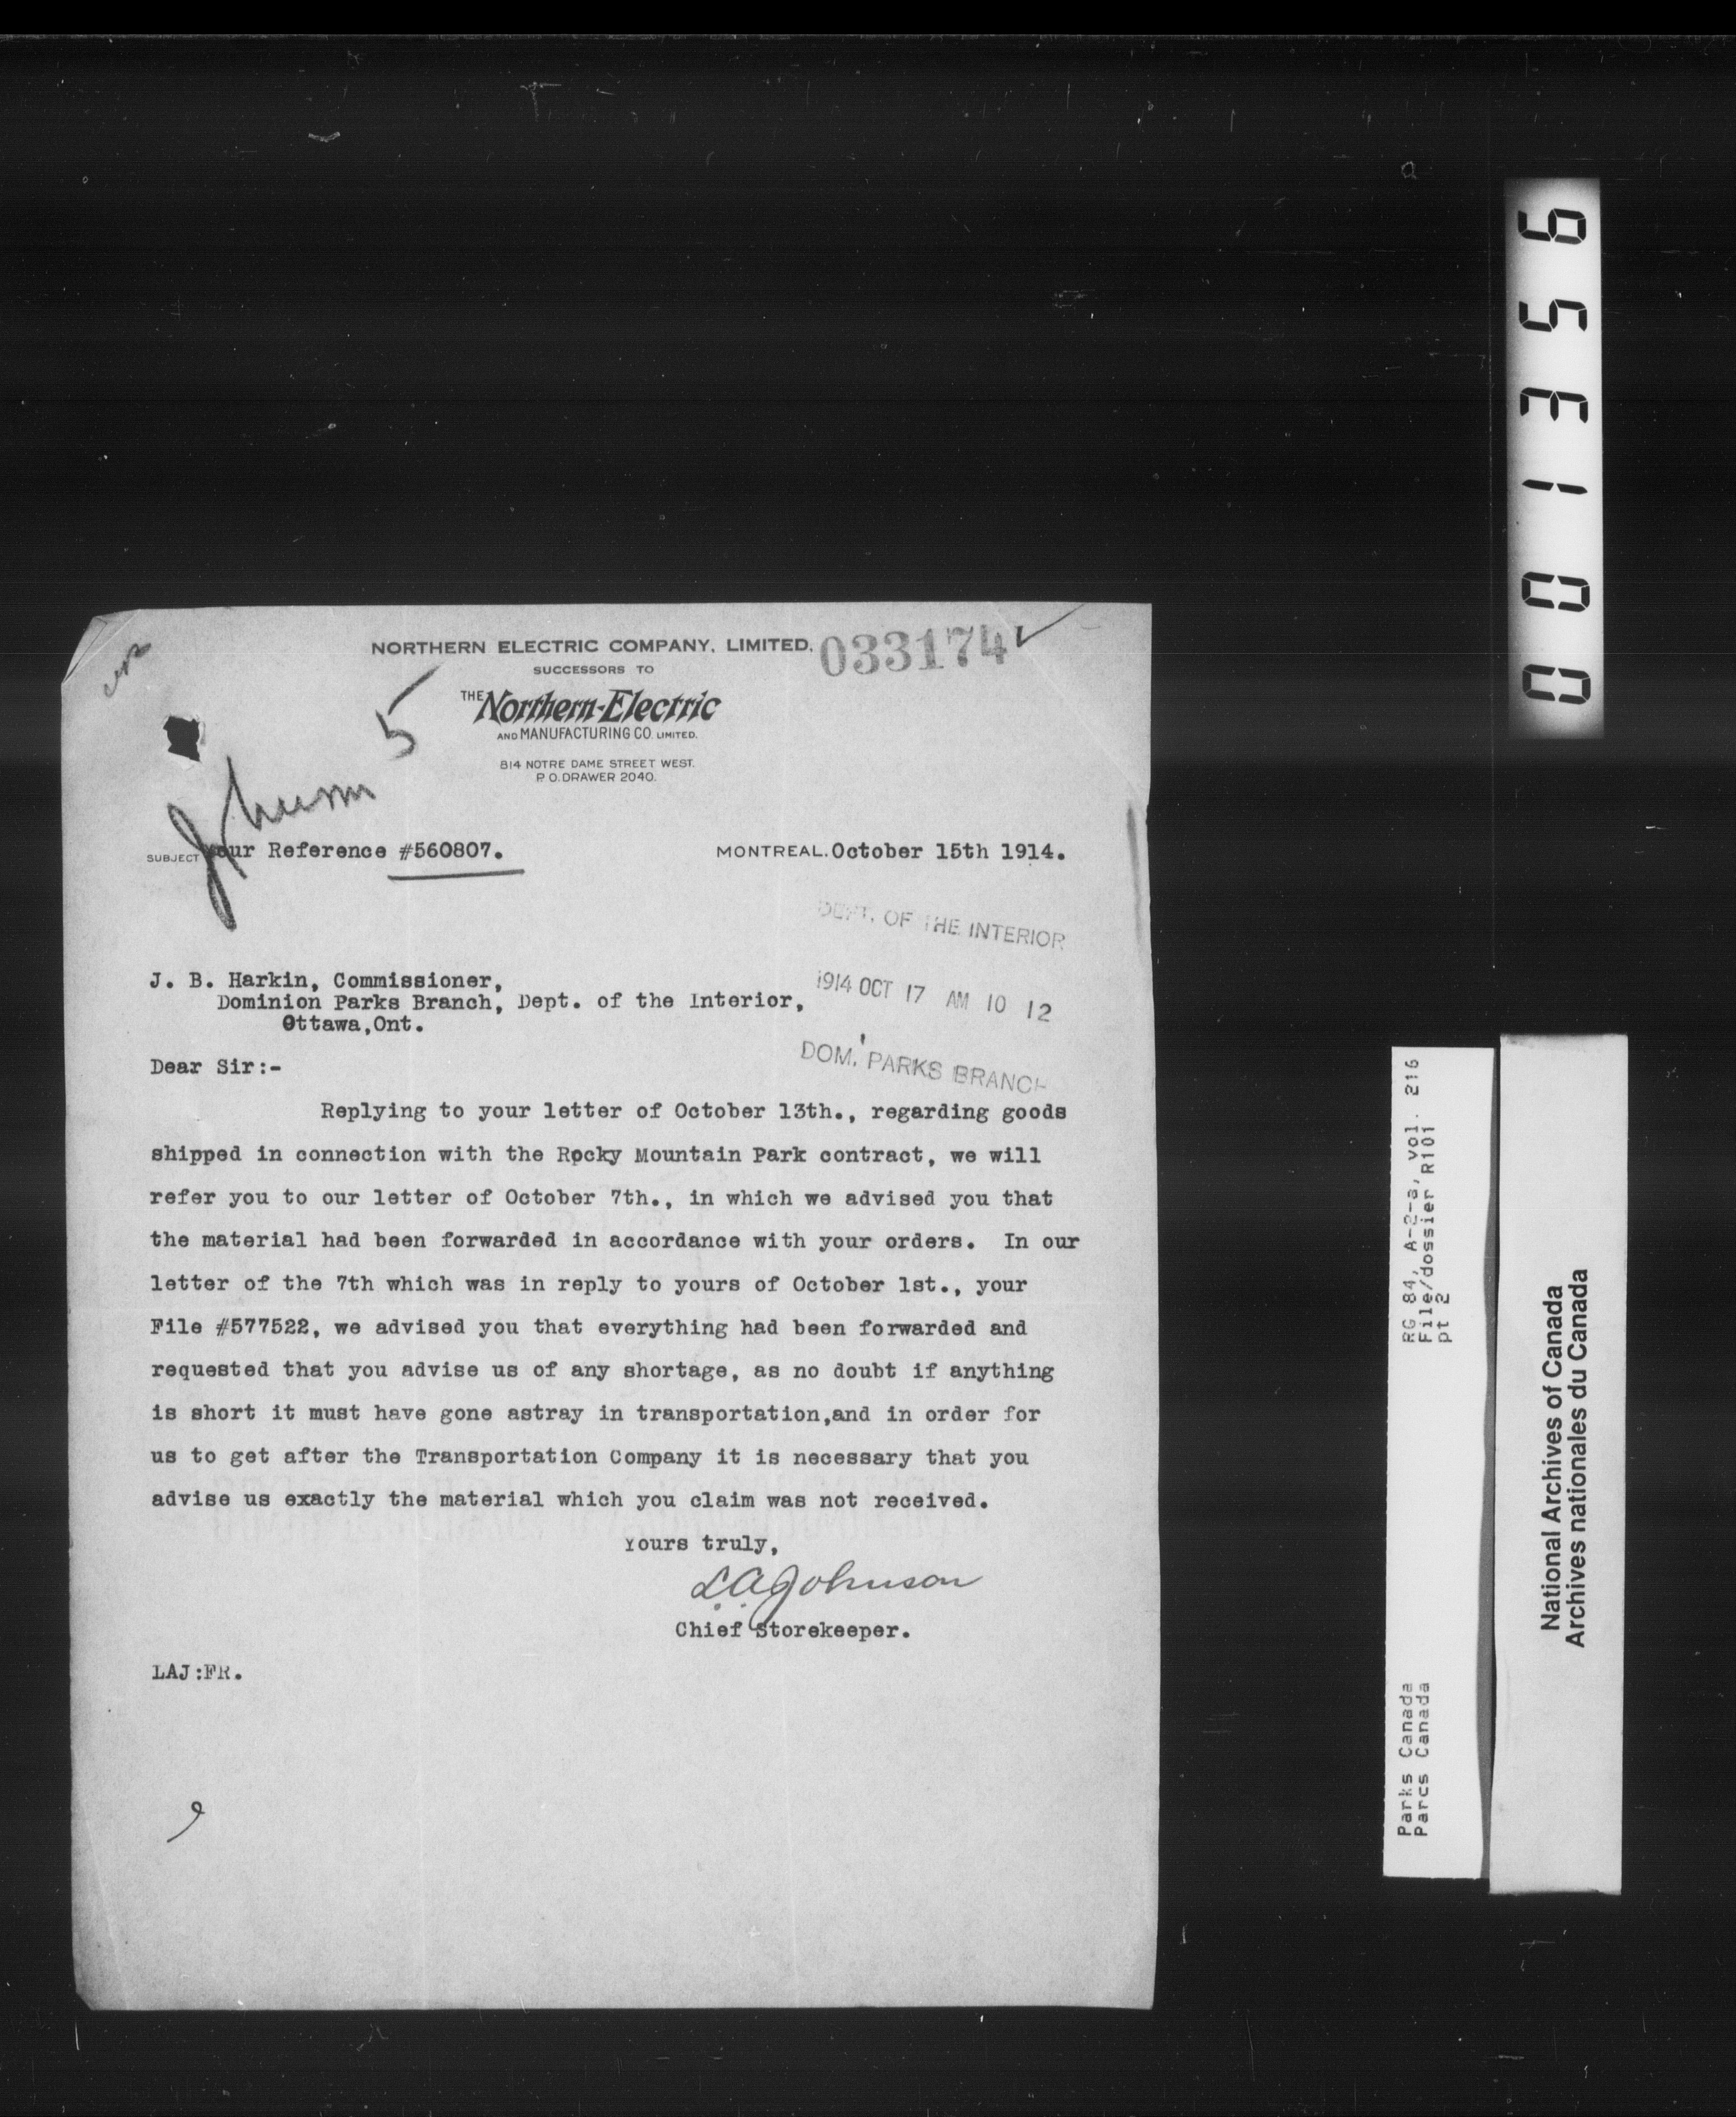 NORTHERN ELECTRIC COMPANY, LIMITED.
033174
SUCCESSORS TO
THE Northern-Electric
AND MANUFACTURING CO. LIMITED.
814 NOTRE DAME STREET WEST.
P.O. DRAWER 2040.
5
SUBJECT Your Reference #560807.
MONTREAL. October 15th 1914.
DEPT. OF THE INTERIOR
1914 OCT 17 AM 10 12
DOM. PARKS BRANCH
J. B. Harkin, Commissioner,
Dominion Parks Branch, Dept. of the Interior,
Ottawa,Ont.
Dear Sir:-
Replying to your letter of October 13th., regarding goods
shipped in connection with the Rocky Mountain Park contract, we will
refer you to our letter of October 7th., in which we advised you that
the material had been forwarded in accordance with your orders. In our
letter of the 7th which was in reply to yours of October 1st., your
File #577522, we advised you that everything had been forwarded and
requested that you advise us of any shortage, as no doubt if anything
is short it must have gone astray in transportation,and in order for
us to get after the Transportation Company it is necessary that you
advise us exactly the material which you claim was not received.
Yours truly,
L.A. Johnson
Chief Storekeeper.
LAJ:FR.
001356
RG 84, A-2-a, vol. 216
File/dossier R101
pt 2
Parks Canada
Parcs Canada
National Archives of Canada
Archives nationales du Canada